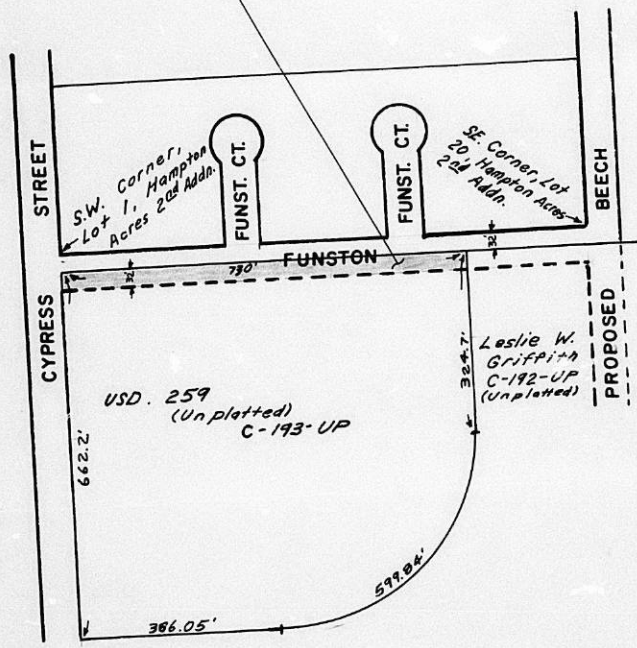 STREET
S.W. Corner,
Lot 1, Hampton
Acres 2nd Addn.
FUNST. CT.
FUNST. CT.
SE. Corner, Lot
20, Hampton Acres
2nd Addn.
BEECH
32
730'
FUNSTON
32
CYPRESS
USD. 259
(Unplatted)
C-193-UP
662.2'
324.7'
Leslie W.
Griffith
C-192-UP
(Unplatted)
PROPOSED
599.84'
386.05'